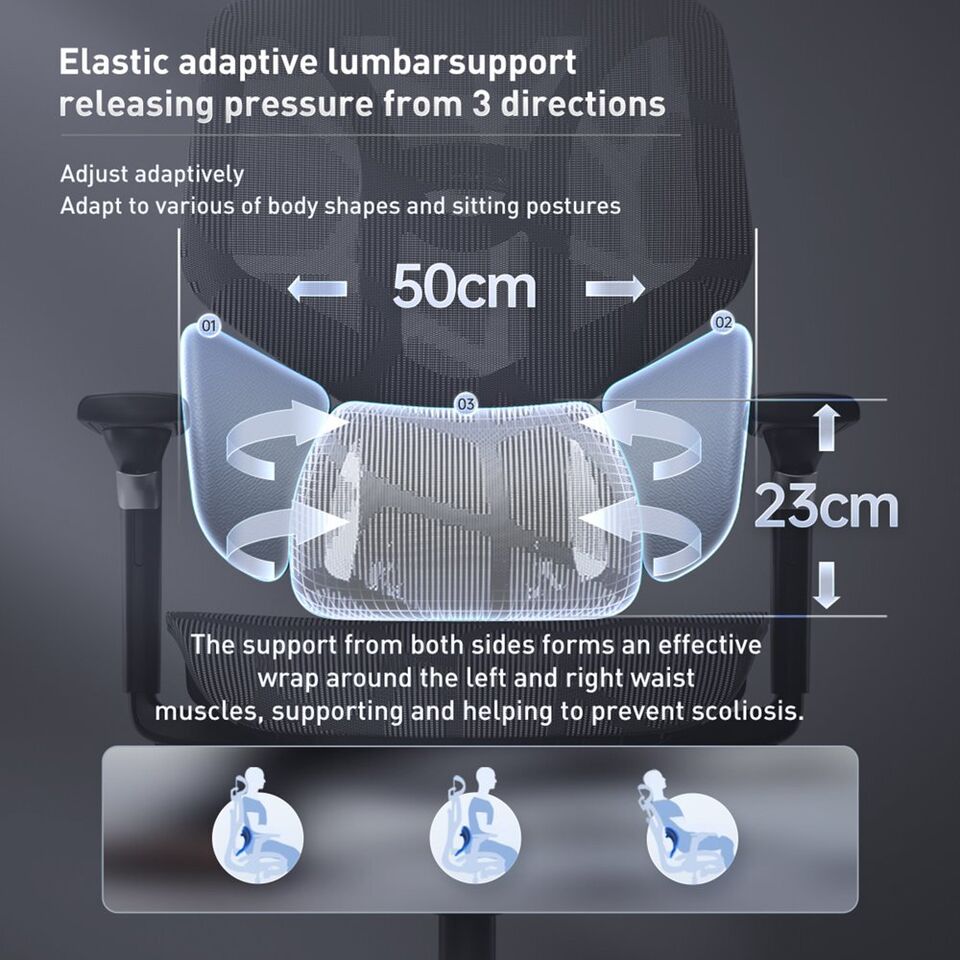 Elastic adaptive lumbarsupport
releasing pressure from 3 directions
Adjust adaptively
Adapt to various of body shapes and sitting postures
50cm
01
02
03
23cm
The support from both sides forms an effective
wrap around the left and right waist
muscles, supporting and helping to prevent scoliosis.